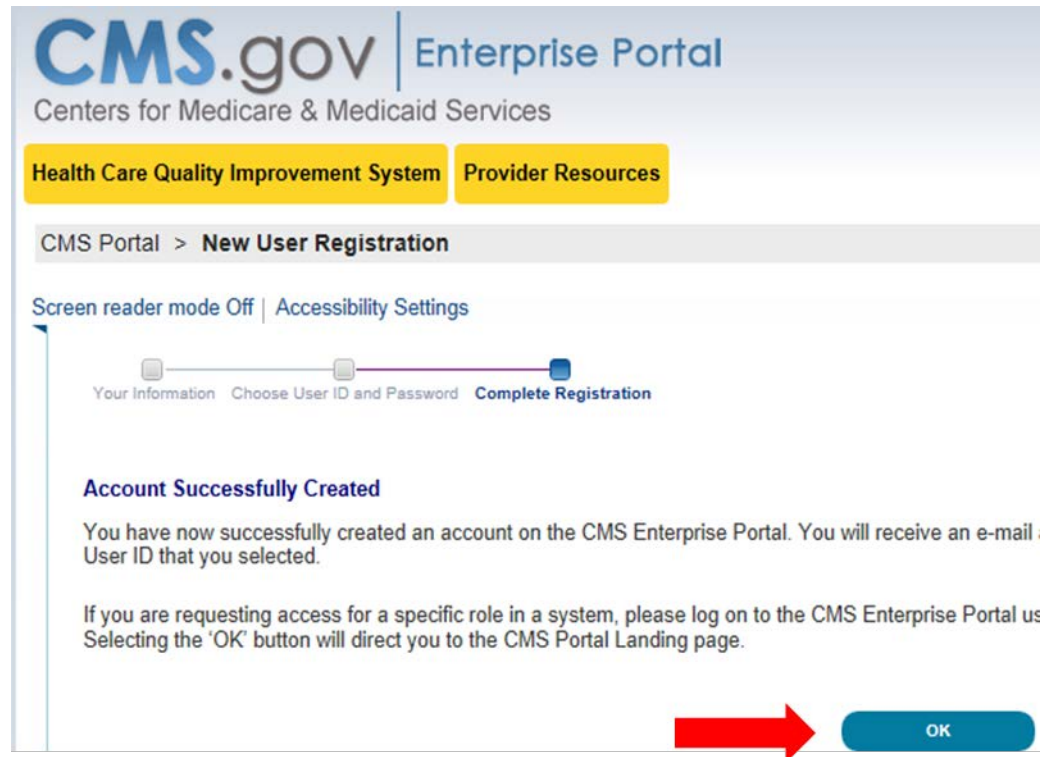 CMS.gov | Enterprise Portal
Centers for Medicare & Medicaid Services
Health Care Quality Improvement System Provider Resources
CMS Portal > New User Registration
Screen reader mode Off | Accessibility Settings
Your Information Choose User ID and Password Complete Registration
Account Successfully Created
You have now successfully created an account on the CMS Enterprise Portal. You will receive an e-mail
User ID that you selected.
If you are requesting access for a specific role in a system, please log on to the CMS Enterprise Portal us
Selecting the 'OK' button will direct you to the CMS Portal Landing page.
OK